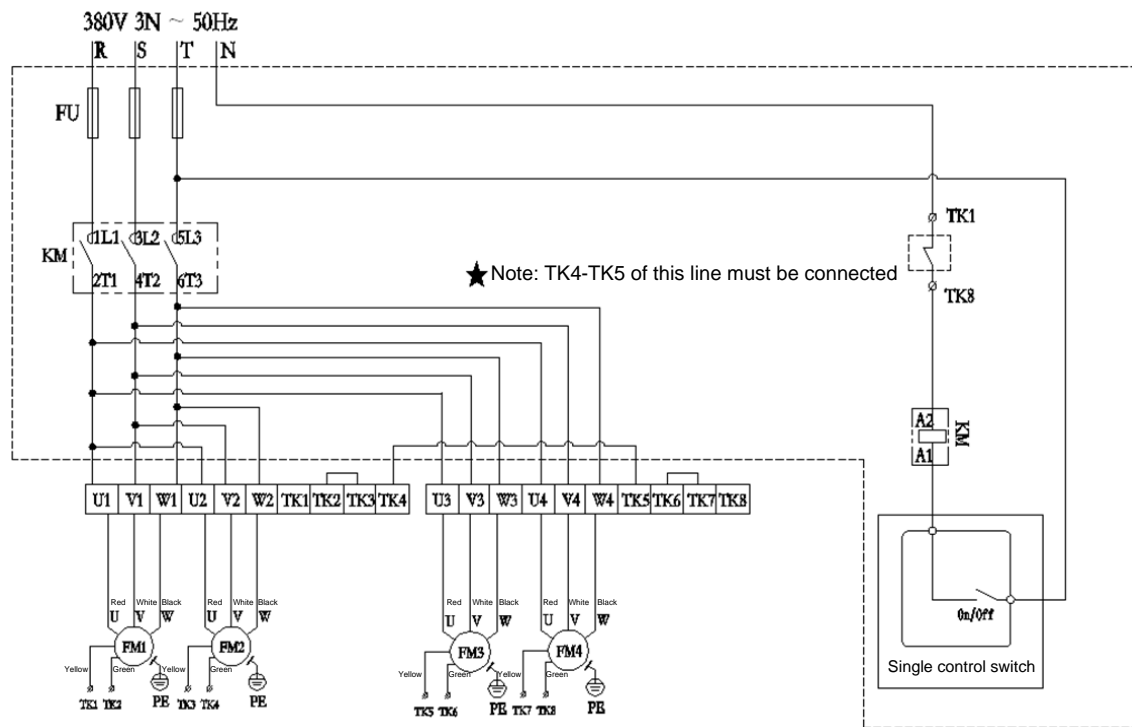 380V 3N ~ 50Hz
R S T N
FU
TK1
KM 1L1 3L2 5L3
2T1 4T2 6T3
★ Note: TK4-TK5 of this line must be connected
TK8
A2
KM
A1
U1 V1 W1 U2 V2 W2 TK1 TK2 TK3 TK4
U3 V3 W3 U4 V4 W4 TK5 TK6 TK7 TK8
On/Off
Single control switch
Red White Black Red White Black
U V W U V W
FM1 FM2
Yellow Green Yellow Green
TK1 TK2 PE TK3 TK4 PE
Red White Black Red White Black
U V W U V W
FM3 FM4
Yellow Green Yellow Green
TK5 TK6 PE TK7 TK8 PE